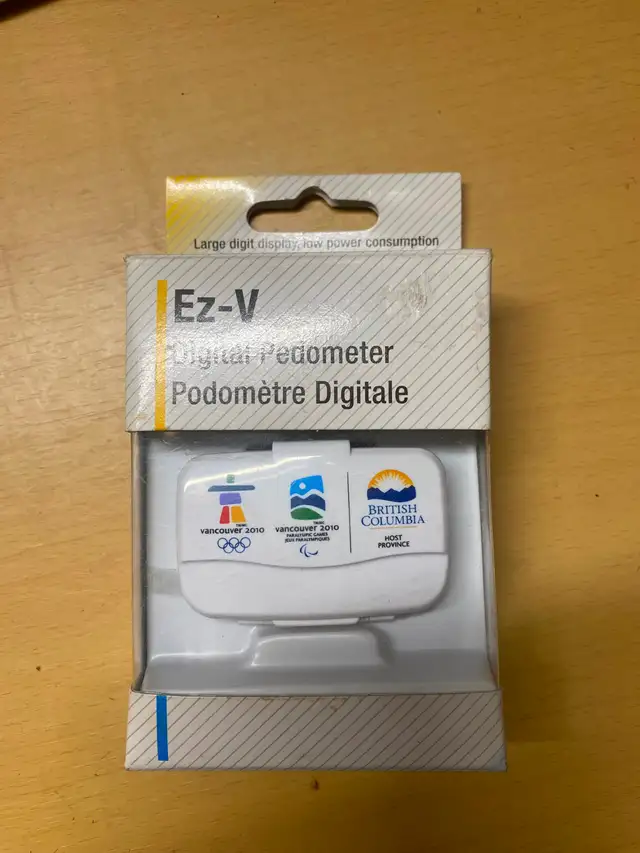 Large digit display, low power consumption
Ez-V
Digital Pedometer
Podomètre Digitale
vancouver 2010
vancouver 2010
PARALYMPIC GAMES
JEUX PARALYMPIQUES
BRITISH
COLUMBIA
HOST
PROVINCE